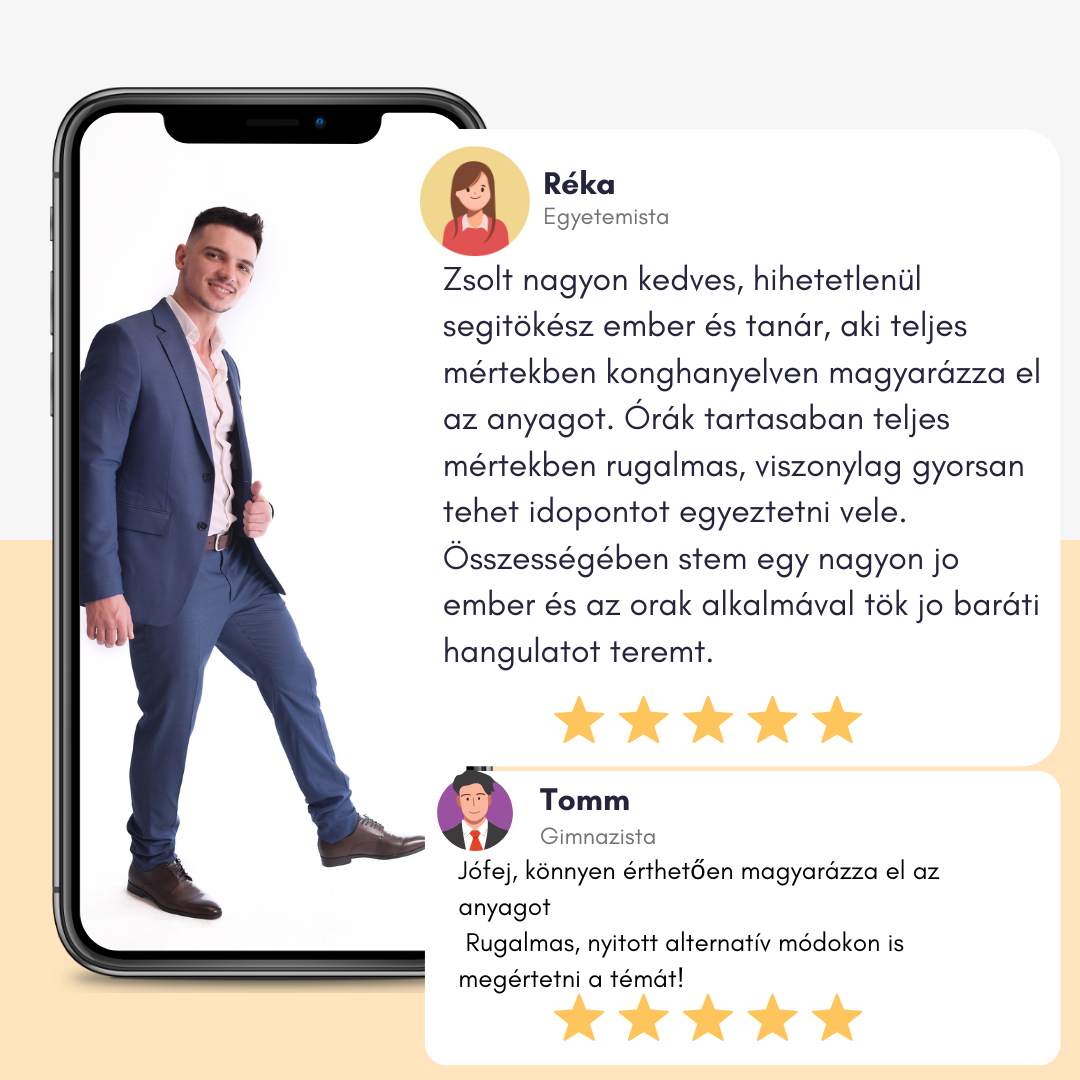 Réka
Egyetemista
Zsolt nagyon kedves, hihetetlenül
segitökész ember és tanár, aki teljes
mértekben konghanyelven magyarázza el
az anyagot. Órák tartasaban teljes
mértekben rugalmas, viszonylag gyorsan
tehet idopontot egyeztetni vele.
Összességében stem egy nagyon jo
ember és az orak alkalmával tök jo baráti
hangulatot teremt.
Tomm
Gimnazista
Jófej, könnyen érthetően magyarázza el az
anyagot
Rugalmas, nyitott alternatív módokon is
megértetni a témát!